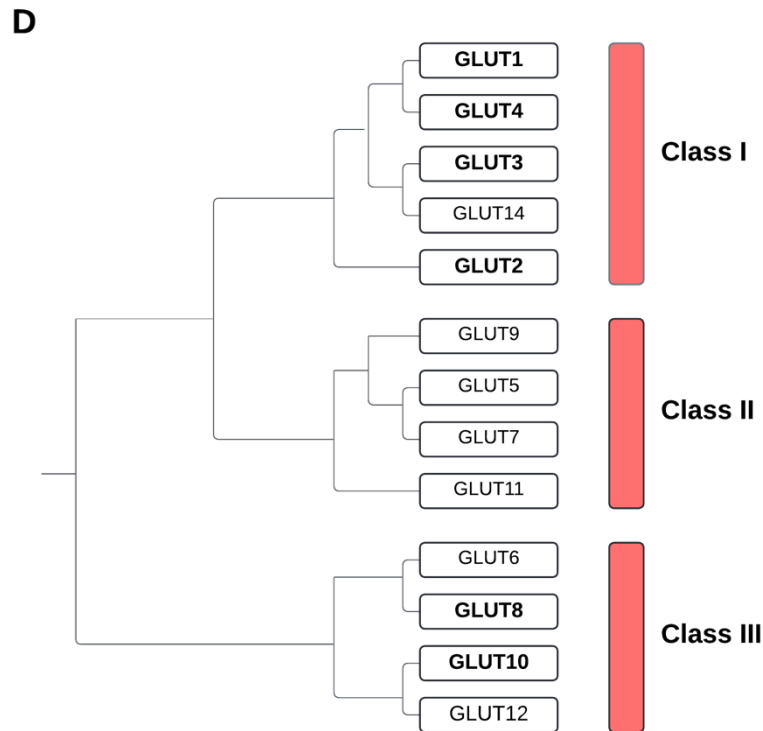 D
GLUT1
GLUT4
GLUT3
GLUT14
GLUT2
Class I
GLUT9
GLUT5
GLUT7
GLUT11
Class II
GLUT6
GLUT8
GLUT10
GLUT12
Class III